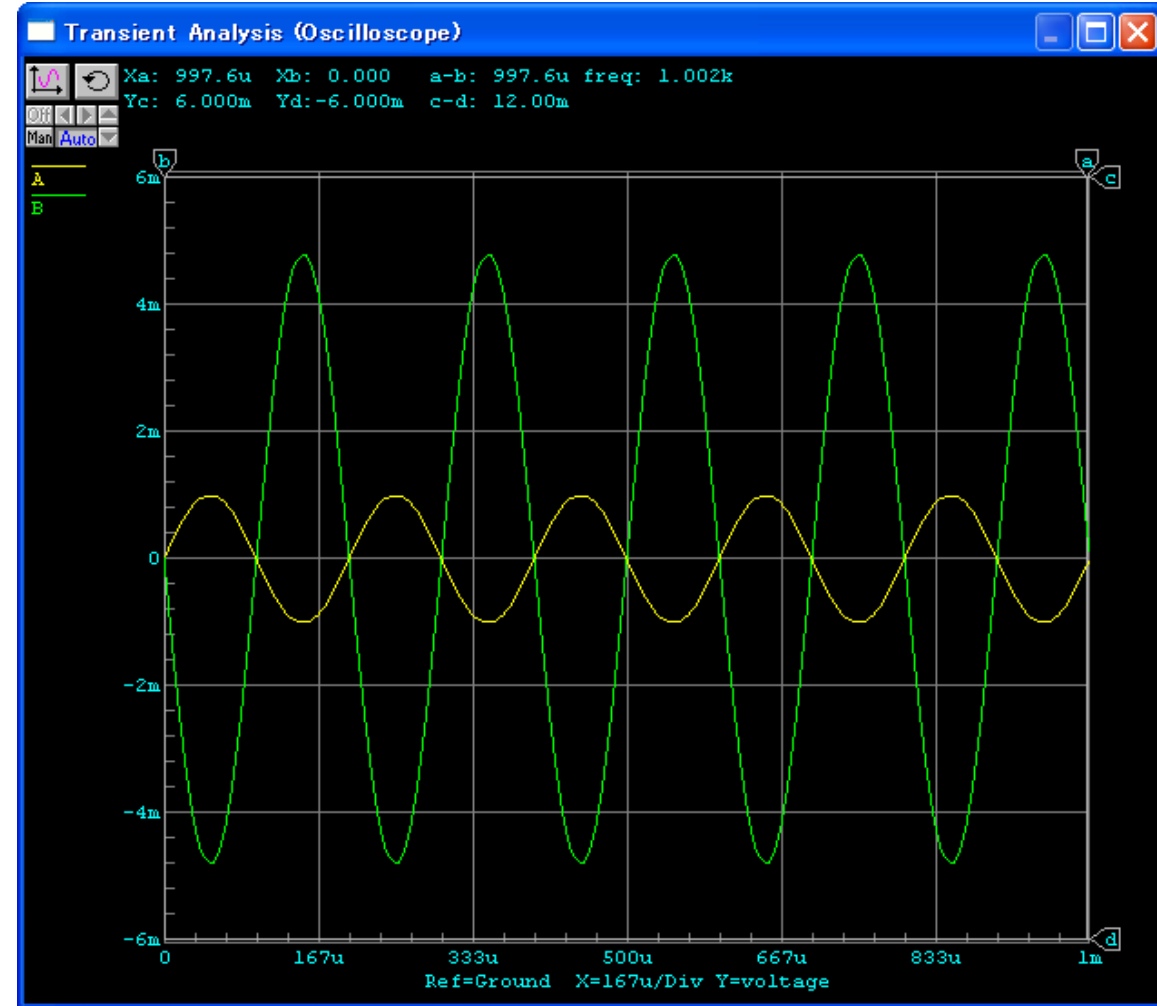 Transient Analysis (Oscilloscope)
Xa: 997.6u Xb: 0.000 a-b: 997.6u freq: 1.002k
Yc: 6.000m Yd:-6.000m c-d: 12.00m
Off
Man Auto
A
B
b
a
c
6m
4m
2m
0
-2m
-4m
-6m
d
0 167u 333u 500u 667u 833u 1m
Ref=Ground X=167u/Div Y=voltage